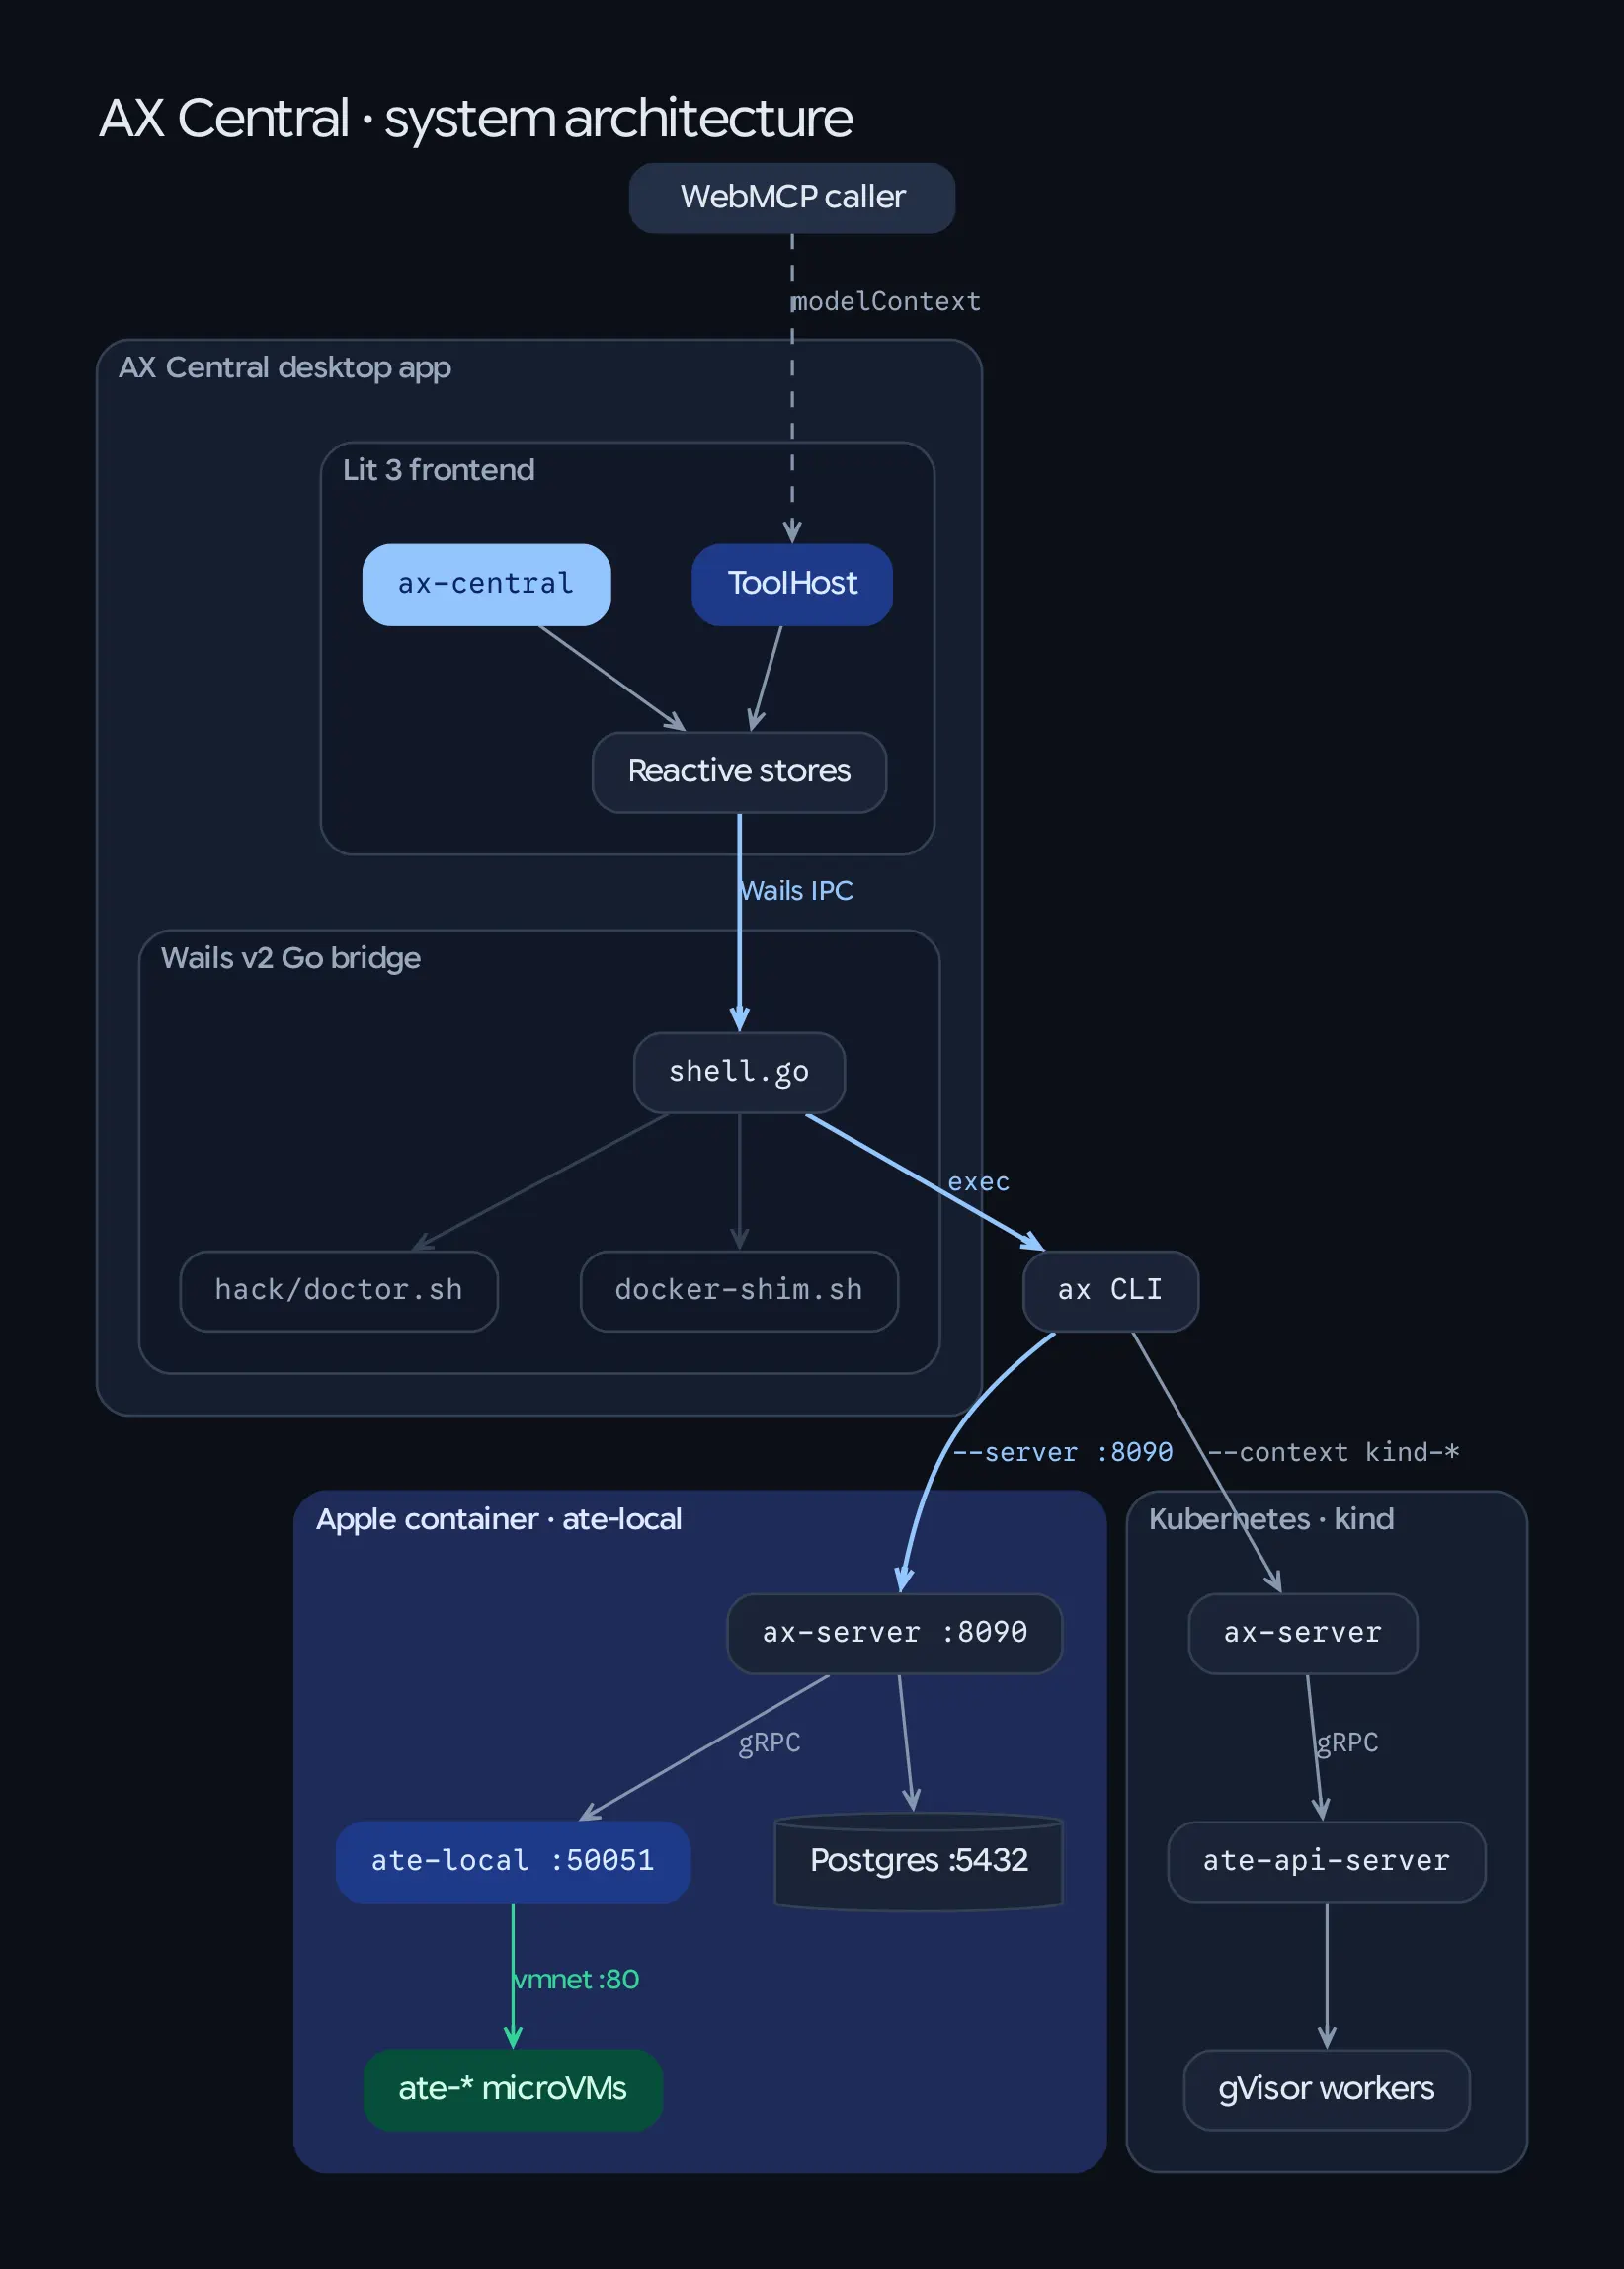 AX Central · system architecture
WebMCP caller
modelContext
AX Central desktop app
Lit 3 frontend
ax-central
ToolHost
Reactive stores
Wails IPC
Wails v2 Go bridge
shell.go
exec
hack/doctor.sh
docker-shim.sh
ax CLI
--server :8090
--context kind-*
Apple container · ate-local
Kubernetes · kind
ax-server :8090
ax-server
gRPC
gRPC
ate-local :50051
Postgres :5432
ate-api-server
vmnet :80
ate-* microVMs
gVisor workers